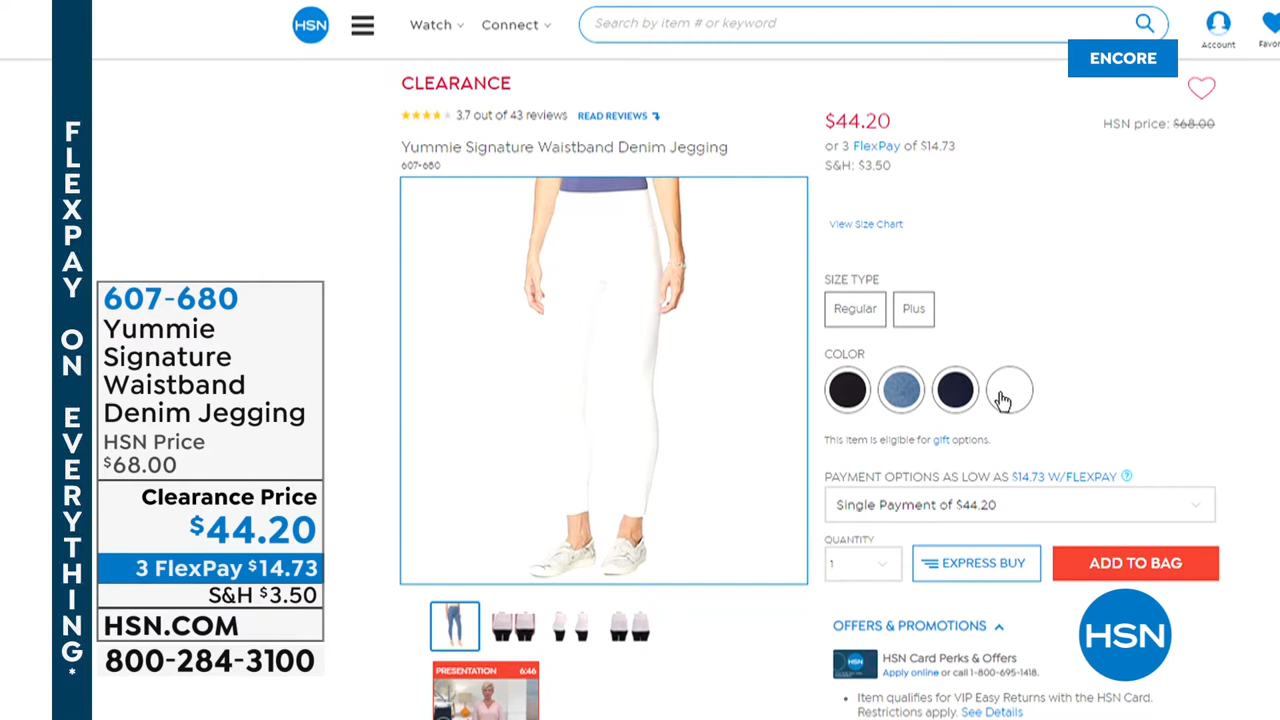 FLEXPAY ON EVERYTHING*
HSN
Watch
Connect
Search by item # or keyword
Account
ENCORE
CLEARANCE
3.7 out of 43 reviews
READ REVIEWS
Yummie Signature Waistband Denim Jegging
607-680
$44.20
HSN price: $68.00
or 3 FlexPay of $14.73
S&H: $3.50
View Size Chart
SIZE TYPE
Regular
Plus
COLOR
This item is eligible for gift options.
PAYMENT OPTIONS AS LOW AS $14.73 W/FLEXPAY ?
Single Payment of $44.20
QUANTITY
1
EXPRESS BUY
ADD TO BAG
OFFERS & PROMOTIONS
HSN
HSN Card Perks & Offers
Apply online or call 1-800-695-1418.
Item qualifies for VIP Easy Returns with the HSN Card.
Restrictions apply. See Details
HSN
PRESENTATION 6:46
607-680
Yummie
Signature
Waistband
Denim Jegging
HSN Price
$68.00
Clearance Price
$44.20
3 FlexPay $14.73
S&H $3.50
HSN.COM
800-284-3100